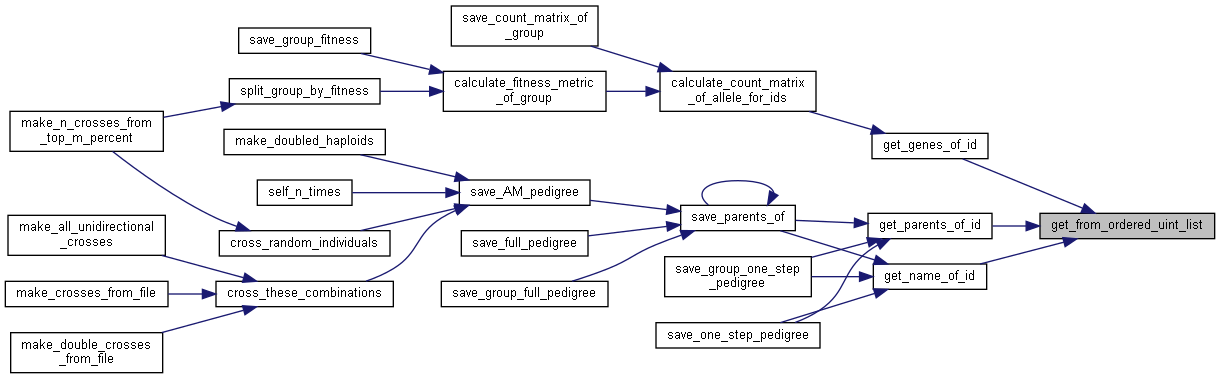 save_count_matrix_of
_group
save_group_fitness
calculate_fitness_metric
_of_group
calculate_count_matrix
_of_allele_for_ids
split_group_by_fitness
make_n_crosses_from
_top_m_percent
make_doubled_haploids
get_genes_of_id
self_n_times
save_AM_pedigree
save_parents_of
get_parents_of_id
get_from_ordered_uint_list
make_all_unidirectional
_crosses
cross_random_individuals
save_full_pedigree
save_group_one_step
_pedigree
get_name_of_id
make_crosses_from_file
cross_these_combinations
save_group_full_pedigree
save_one_step_pedigree
make_double_crosses
_from_file